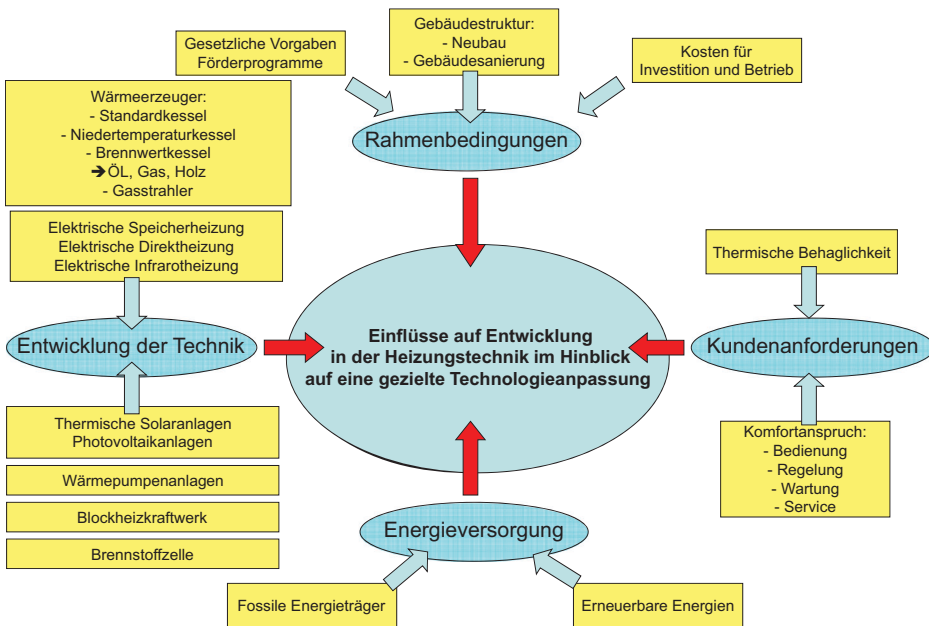 Gesetzliche Vorgaben
Förderprogramme
Gebäudestruktur:
- Neubau
- Gebäudesanierung
Kosten für
Investition und Betrieb
Rahmenbedingungen
Wärmeerzeuger:
- Standardkessel
- Niedertemperaturkessel
- Brennwertkessel
➔ÖL, Gas, Holz
- Gasstrahler
Elektrische Speicherheizung
Elektrische Direktheizung
Elektrische Infrarotheizung
Entwicklung der Technik
Thermische Solaranlagen
Photovoltaikanlagen
Wärmepumpenanlagen
Blockheizkraftwerk
Brennstoffzelle
Einflüsse auf Entwicklung
in der Heizungstechnik im Hinblick
auf eine gezielte Technologieanpassung
Thermische Behaglichkeit
Kundenanforderungen
Komfortanspruch:
- Bedienung
- Regelung
- Wartung
- Service
Energieversorgung
Fossile Energieträger
Erneuerbare Energien